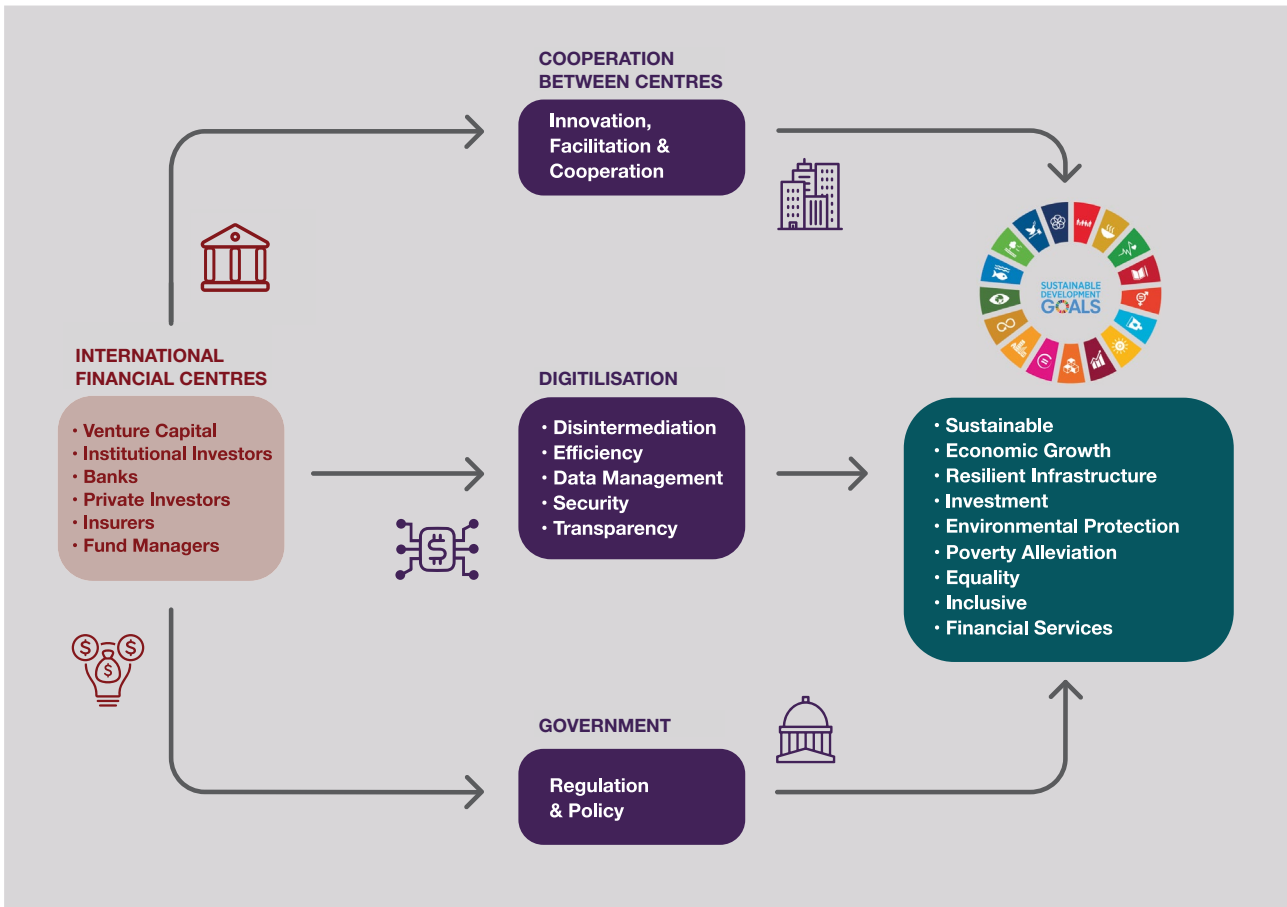 COOPERATION
BETWEEN CENTRES
Innovation,
Facilitation &
Cooperation
SUSTAINABLE
DEVELOPMENT
GOALS
INTERNATIONAL
FINANCIAL CENTRES
· Venture Capital
· Institutional Investors
· Banks
· Private Investors
· Insurers
· Fund Managers
DIGITILISATION
· Disintermediation
· Efficiency
· Data Management
· Security
· Transparency
· Sustainable
· Economic Growth
· Resilient Infrastructure
· Investment
· Environmental Protection
· Poverty Alleviation
· Equality
· Inclusive
· Financial Services
GOVERNMENT
Regulation
& Policy